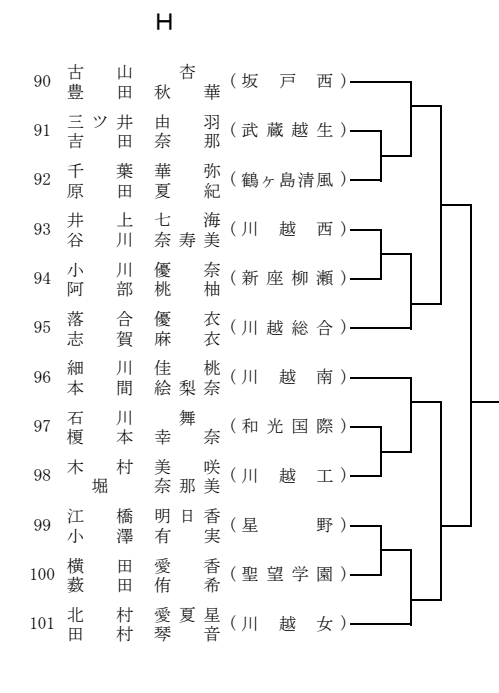 H
90 古山 杏 (坂戸西)
豊田秋華
91 三ツ井由羽 (武蔵越生)
吉田奈那
92 千葉華弥 (鶴ヶ島清風)
原田夏紀
93 井上七海 (川越西)
谷川奈寿美
94 小川優奈 (新座柳瀬)
阿部桃柚
95 落合優衣 (川越総合)
志賀麻衣
96 細川佳桃 (川越南)
本間絵梨奈
97 石川 舞 (和光国際)
榎本幸奈
98 木村美咲 (川越工)
堀 奈那美
99 江橋明日香 (星野)
小澤有実
100 横田愛香 (聖望学園)
薮田侑希
101 北村愛夏星 (川越女)
田村琴音